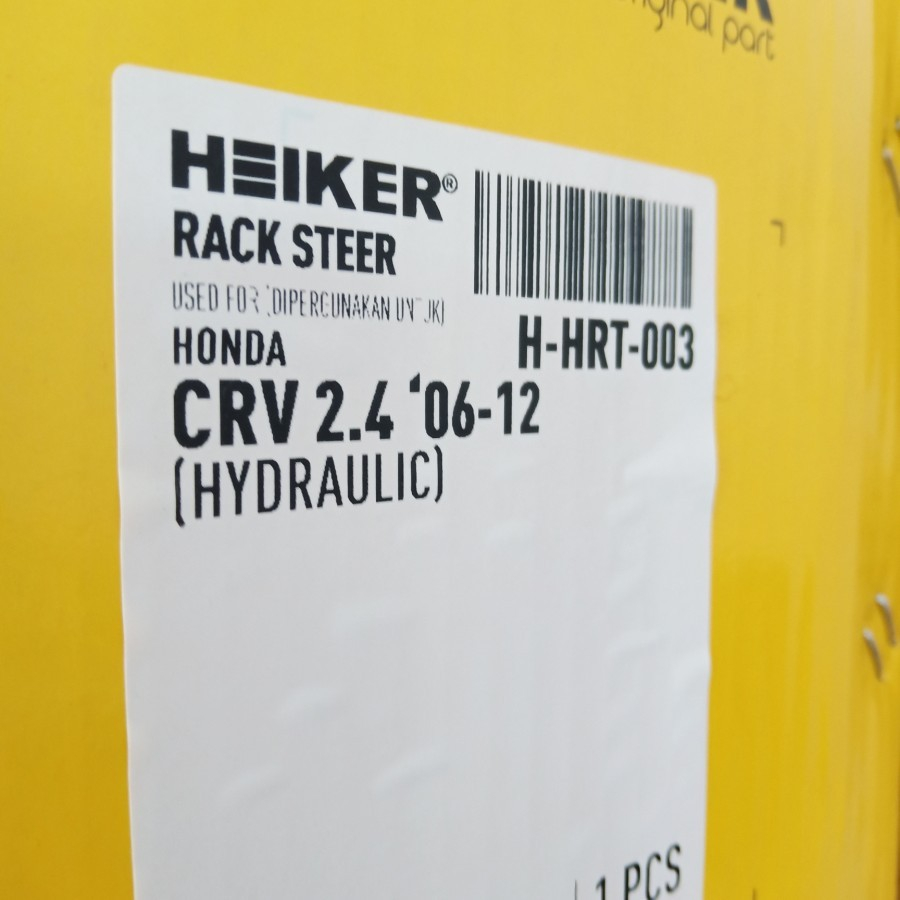 original part
HEIKER®
RACK STEER
USED FOR (DIPERGUNAKAN UNTUK)
HONDA
H-HRT-003
CRV 2.4 '06-12
(HYDRAULIC)
1 PCS